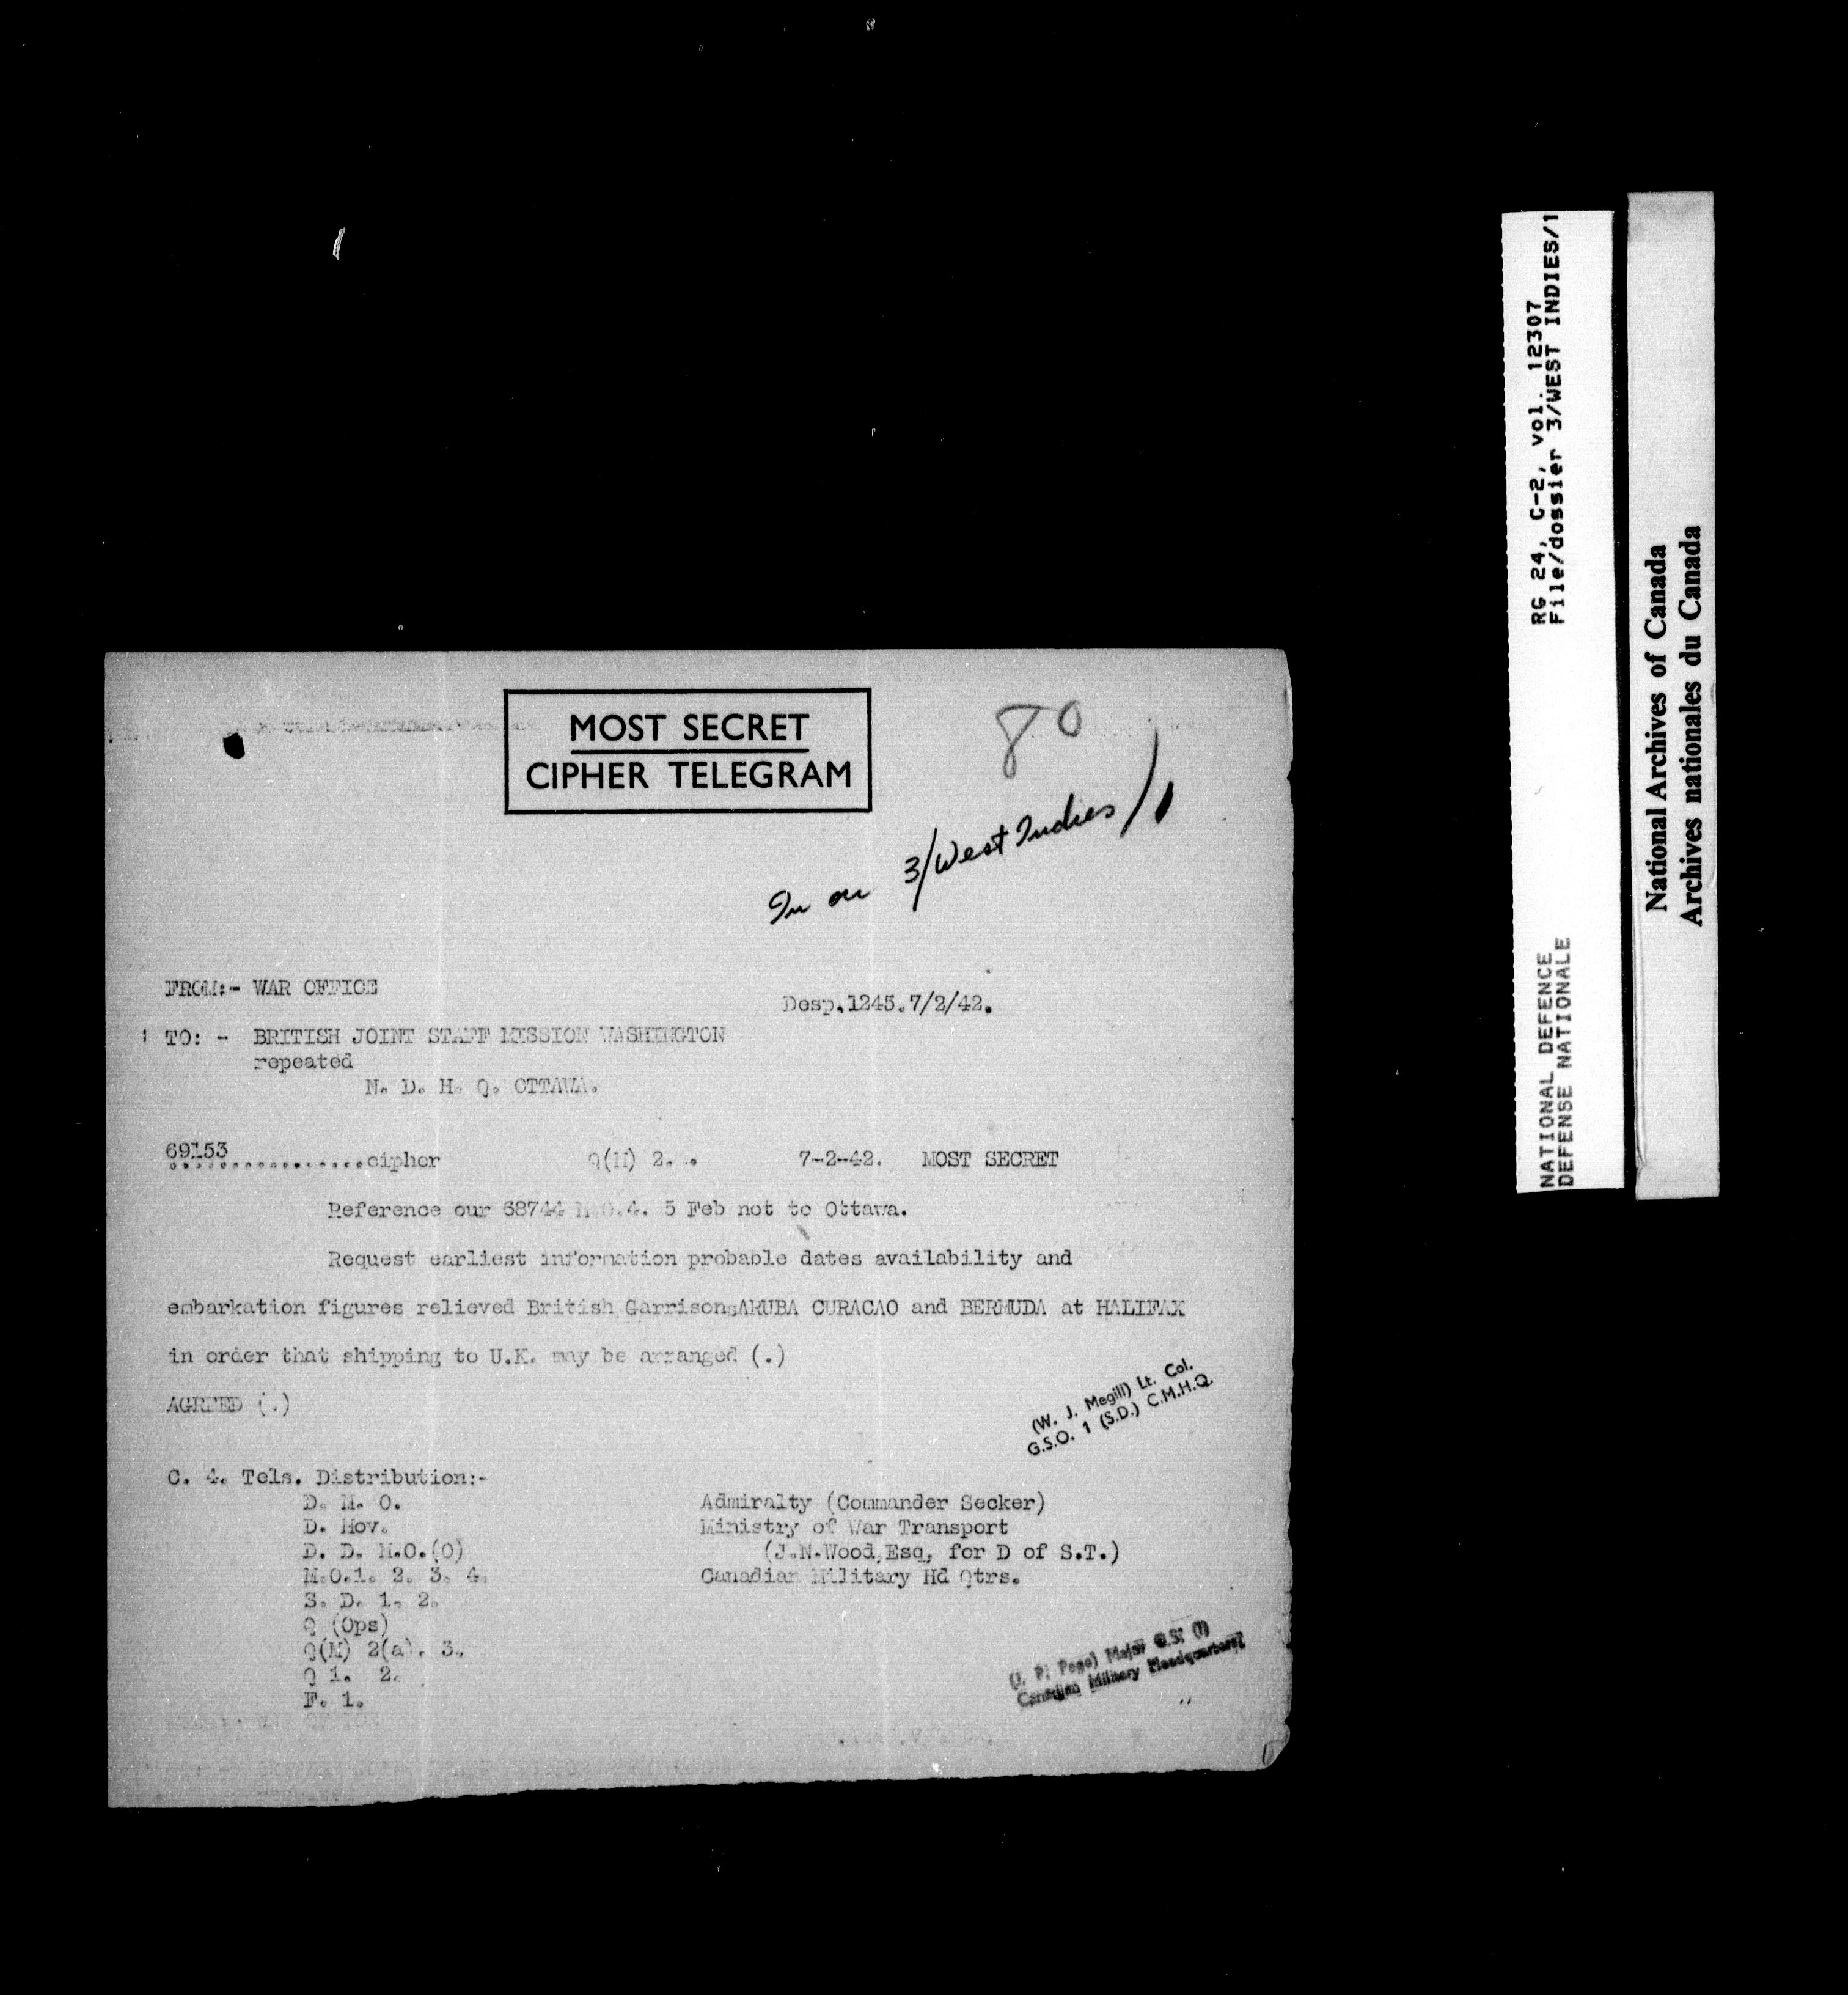 MOST SECRET
CIPHER TELEGRAM
80
In on 3/West Indies/1
FROM:- WAR OFFICE
Desp.1245.7/2/42.
TO: - BRITISH JOINT STAFF MISSION WASHINGTON
repeated
N. D. H. Q. OTTAWA.
69153
..................cipher Q(M) 2. 7-2-42. MOST SECRET
Reference our 68744 M.O.4. 5 Feb not to Ottawa.
Request earliest information probable dates availability and
embarkation figures relieved British GarrisonsARUBA CURACAO and BERMUDA at HALIFAX
in order that shipping to U.K. may be arranged (.)
AGREED (.)
(W. J. Megill) Lt. Col.
G.S.O. 1 (S.D.) C.M.H.Q.
C. 4. Tels. Distribution:-
D. M. O.
D. Mov.
D. D. M.O.(O)
M.O.1. 2. 3. 4.
S. D. 1. 2.
Q (Ops)
Q(M) 2(a). 3.
Q 1. 2.
F. 1.
Admiralty (Commander Secker)
Ministry of War Transport
(J.N.Wood,Esq, for D of S.T.)
Canadian Military Hd Qtrs.
(J. P. Page) Major G.S. (I)
Canadian Military Headquarters
RG 24, C-2, vol. 12307
File/dossier 3/WEST INDIES/1
NATIONAL DEFENCE
DEFENSE NATIONALE
National Archives of Canada
Archives nationales du Canada